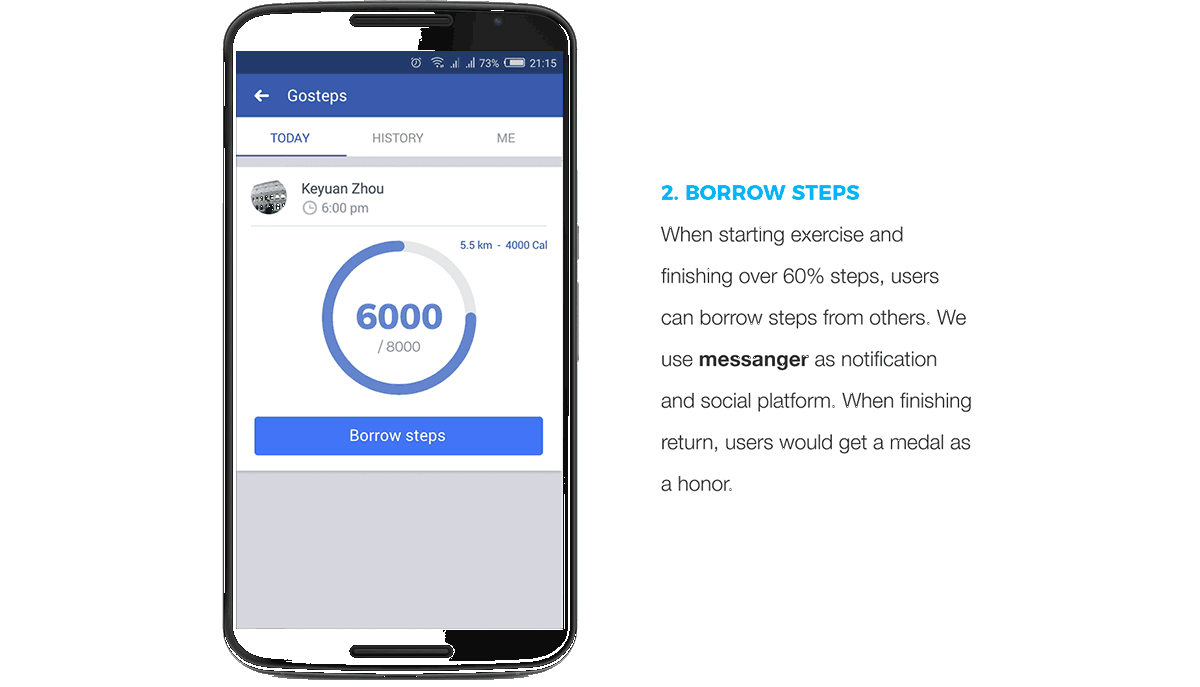 73% 21:15
Gosteps
TODAY HISTORY ME
Keyuan Zhou
6:00 pm
5.5 km - 4000 Cal
6000
/ 8000
Borrow steps
2. BORROW STEPS
When starting exercise and
finishing over 60% steps, users
can borrow steps from others. We
use messanger as notification
and social platform. When finishing
return, users would get a medal as
a honor.